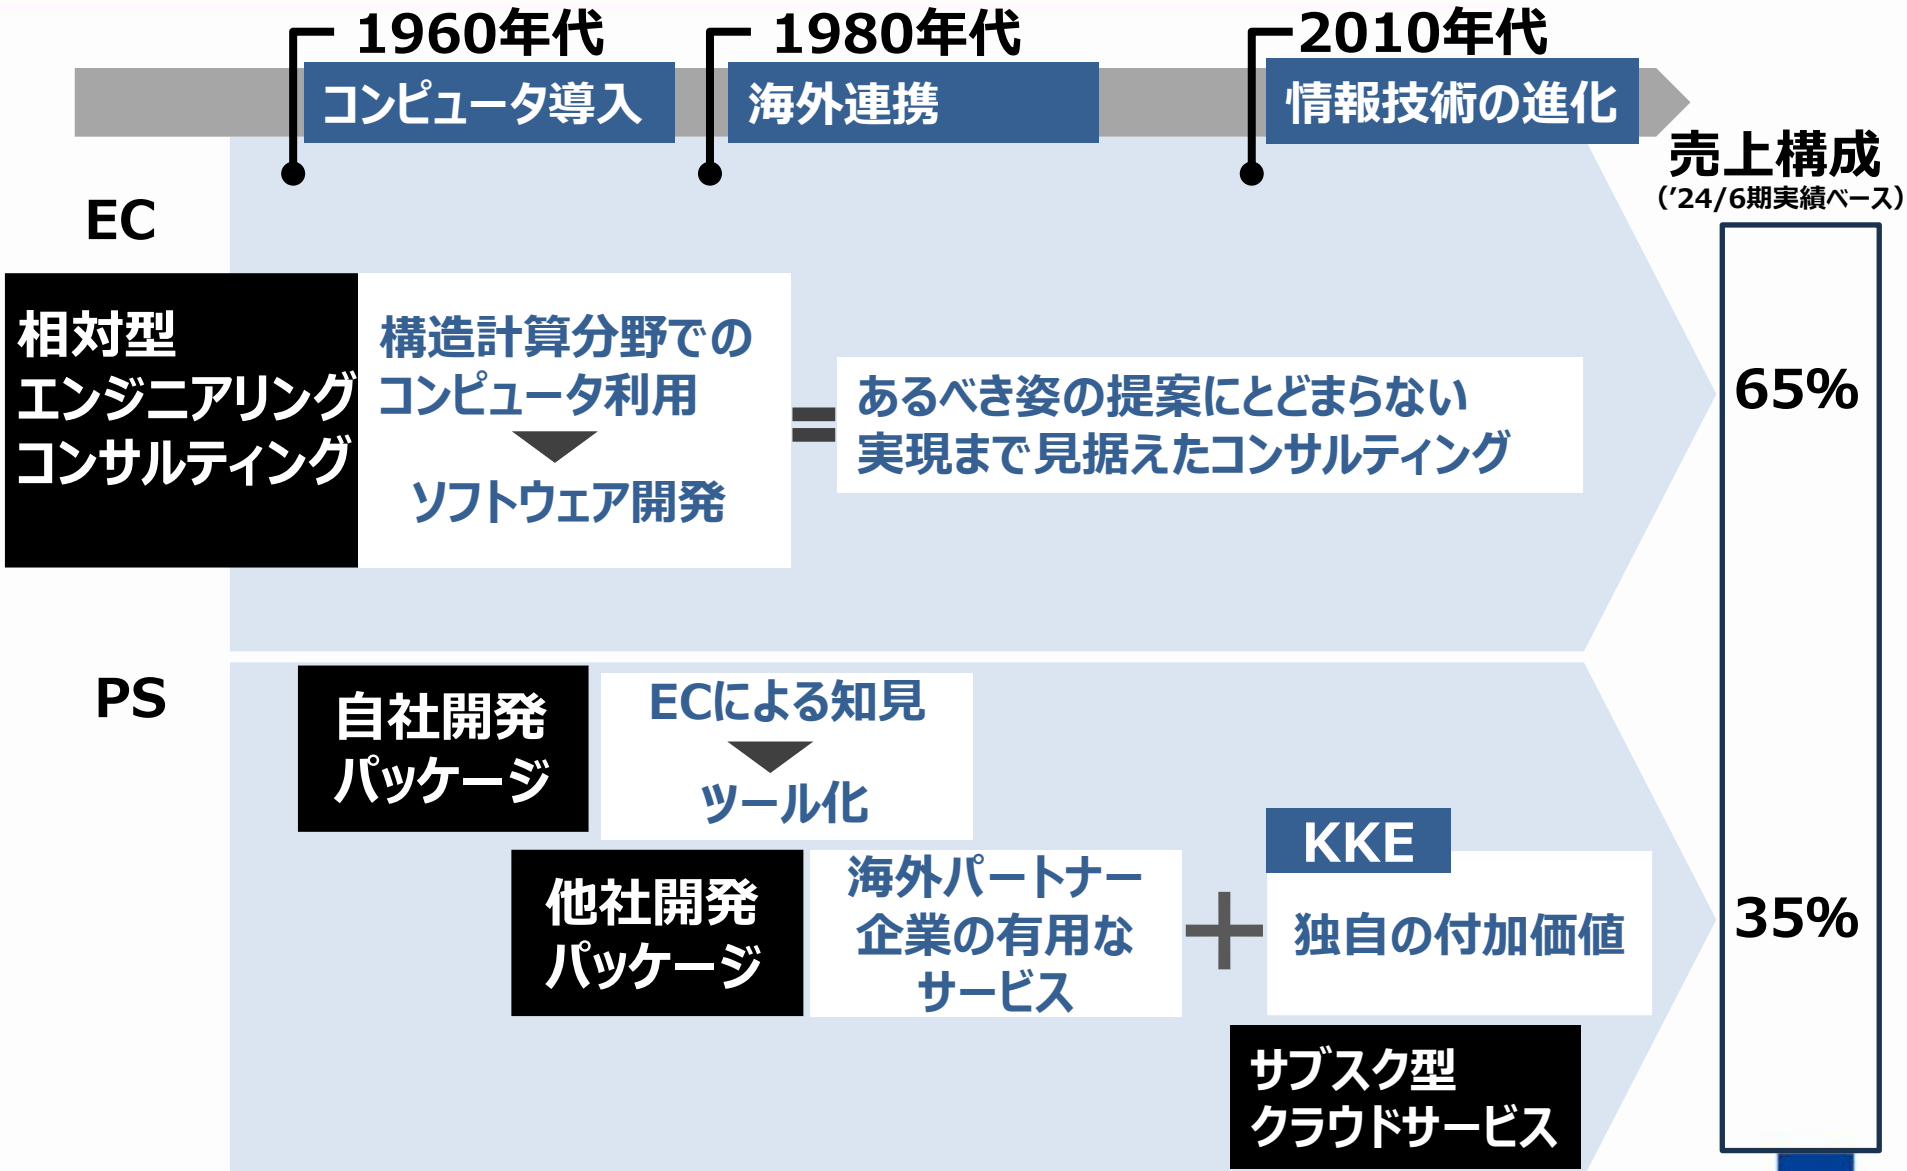 1960年代
1980年代
2010年代
コンピュータ導入
海外連携
情報技術の進化
売上構成
(’24/6期実績ベース)
EC
相対型
エンジニアリング
コンサルティング
構造計算分野での
コンピュータ利用
ソフトウェア開発
=
あるべき姿の提案にとどまらない
実現まで見据えたコンサルティング
65%
PS
自社開発
パッケージ
ECによる知見
ツール化
他社開発
パッケージ
海外パートナー
企業の有用な
サービス
+
KKE
独自の付加価値
35%
サブスク型
クラウドサービス